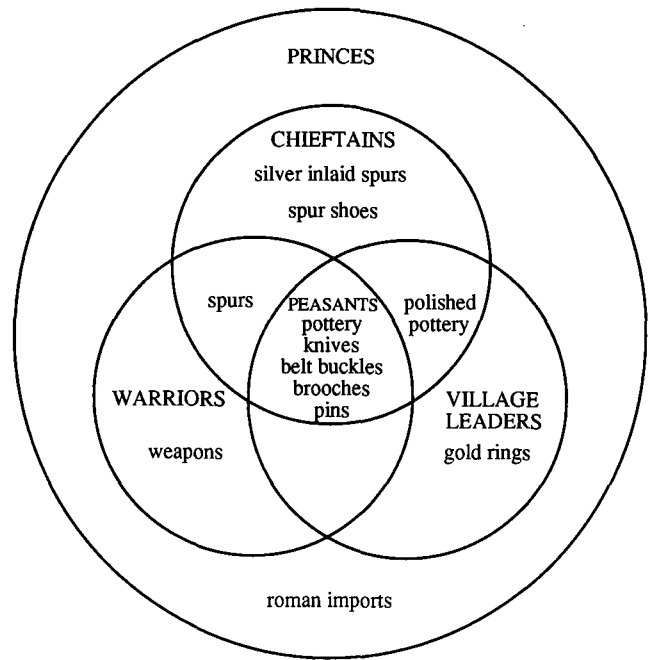 PRINCES
CHIEFTAINS
silver inlaid spurs
spur shoes
spurs
PEASANTS
pottery
knives
belt buckles
brooches
pins
polished
pottery
WARRIORS
weapons
VILLAGE
LEADERS
gold rings
roman imports